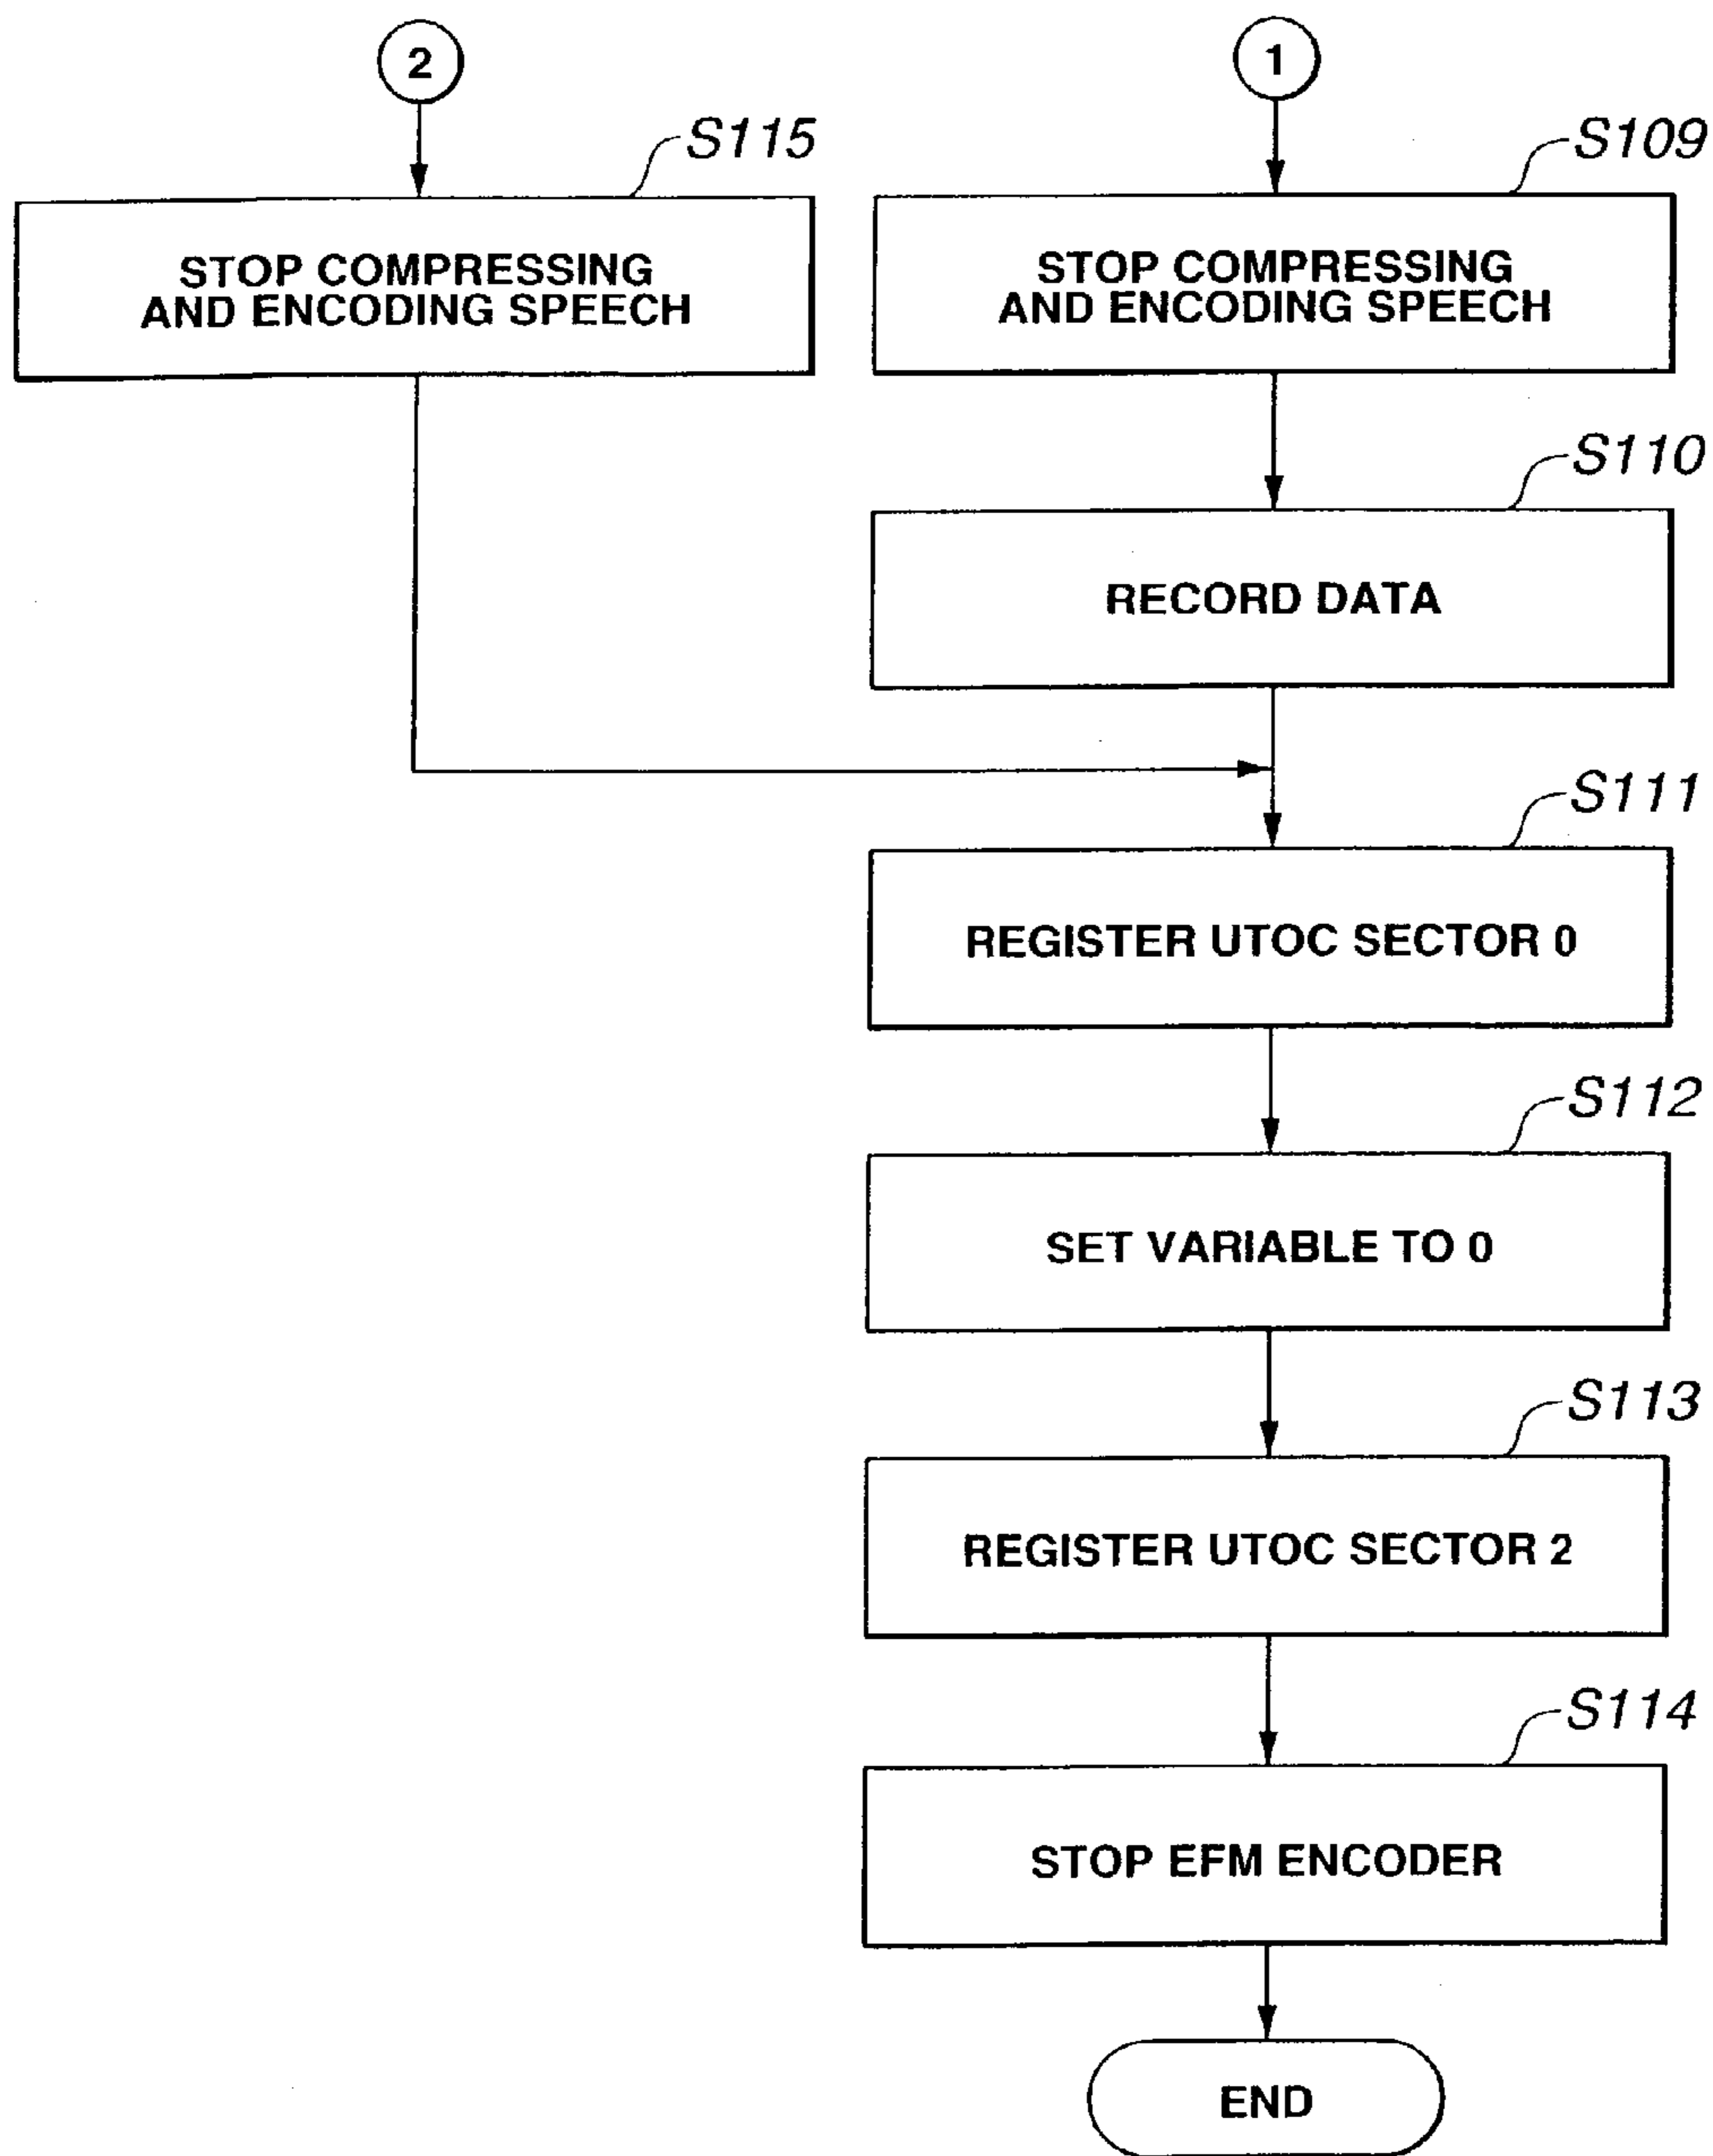 2
1
S115
S109
STOP COMPRESSING
AND ENCODING SPEECH
STOP COMPRESSING
AND ENCODING SPEECH
S110
RECORD DATA
S111
REGISTER UTOC SECTOR 0
S112
SET VARIABLE TO 0
S113
REGISTER UTOC SECTOR 2
S114
STOP EFM ENCODER
END